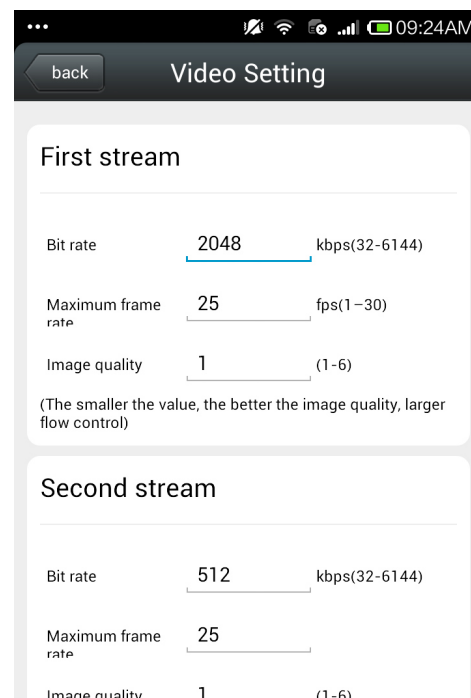 09:24AM
back
Video Setting
First stream
Bit rate 2048 kbps(32-6144)
Maximum frame
rate 25 fps(1-30)
Image quality 1 (1-6)
(The smaller the value, the better the image quality, larger
flow control)
Second stream
Bit rate 512 kbps(32-6144)
Maximum frame
rate 25
Image quality 1 (1-6)